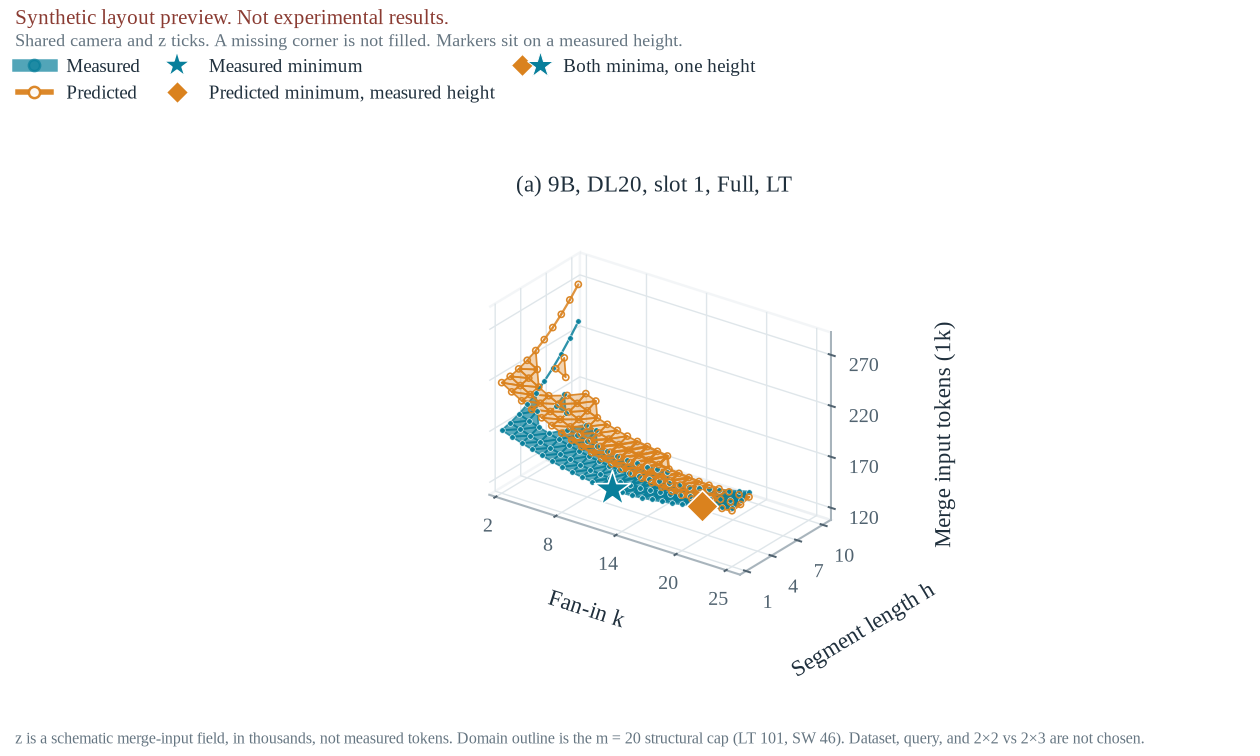 Synthetic layout preview. Not experimental results.
Shared camera and z ticks. A missing corner is not filled. Markers sit on a measured height.
Measured
Measured minimum
Both minima, one height
Predicted
Predicted minimum, measured height
(a) 9B, DL20, slot 1, Full, LT
270
220
170
120
Merge input tokens (1k)
2
8
14
20
25
Fan-in k
1
4
7
10
Segment length h
z is a schematic merge-input field, in thousands, not measured tokens. Domain outline is the m = 20 structural cap (LT 101, SW 46). Dataset, query, and 2×2 vs 2×3 are not chosen.